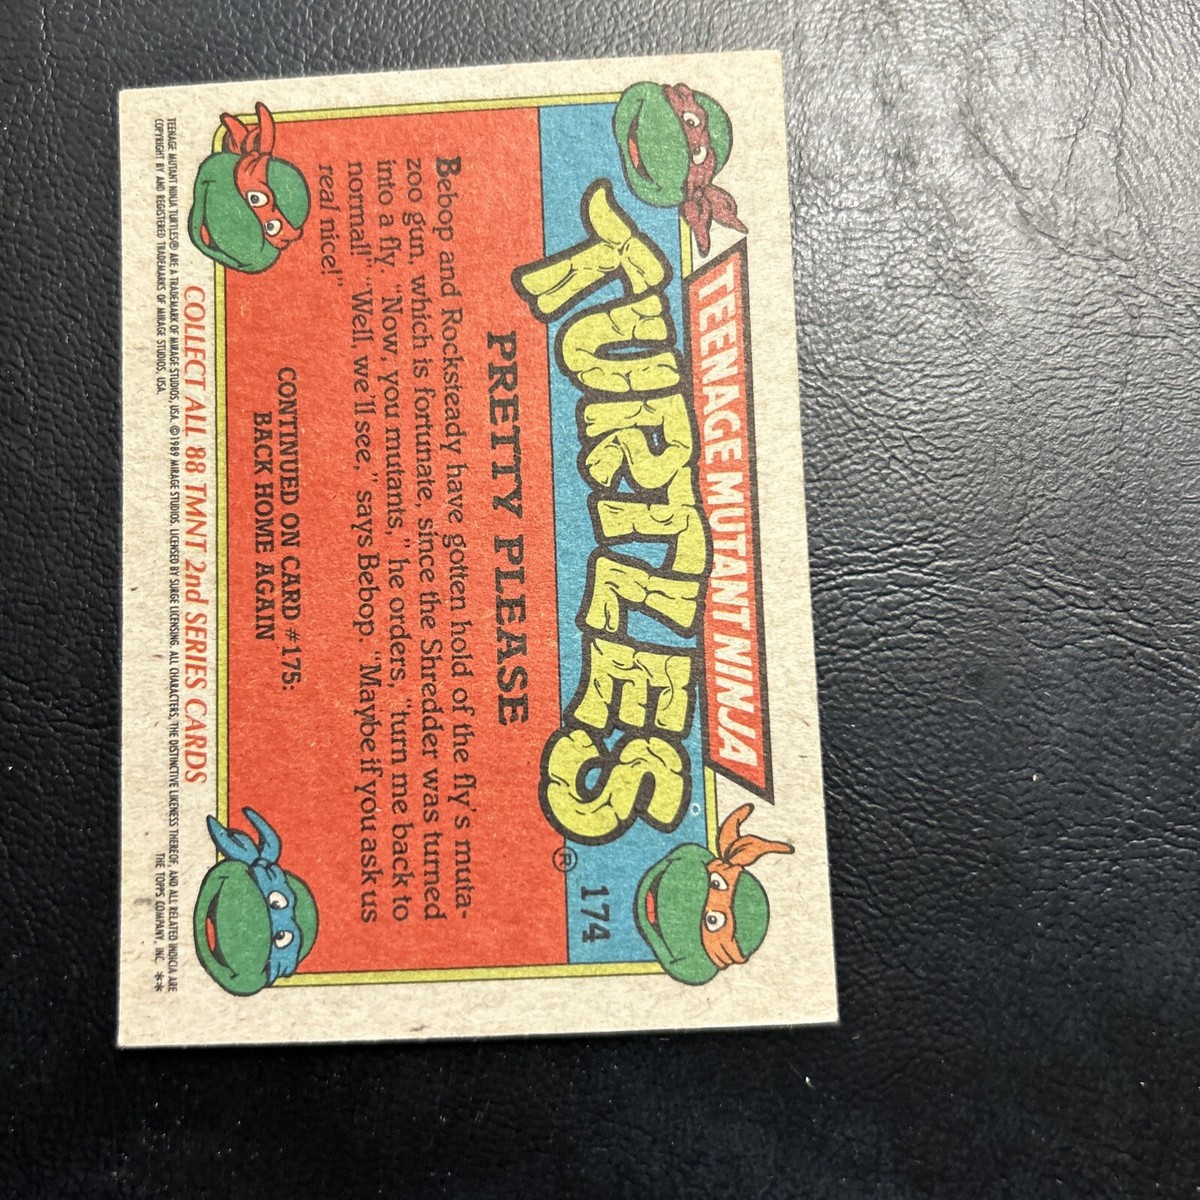 TEENAGE MUTANT NINJA
TURTLES®
174
PRETTY PLEASE
Bebop and Rocksteady have gotten hold of the fly's muta-
zoo gun, which is fortunate, since the Shredder was turned
into a fly. "Now, you mutants," he orders, "turn me back to
normal!" "Well, we'll see," says Bebop. "Maybe if you ask us
real nice!"
CONTINUED ON CARD #175:
BACK HOME AGAIN
COLLECT ALL 88 TMNT 2nd SERIES CARDS
TEENAGE MUTANT NINJA TURTLES® ARE A TRADEMARK OF MIRAGE STUDIOS, USA. ©1989 MIRAGE STUDIOS. LICENSED BY SURGE LICENSING. ALL CHARACTERS, THE DISTINCTIVE LIKENESS THEREOF, AND ALL RELATED INDICIA ARE
COPYRIGHT BY AND REGISTERED TRADEMARKS OF MIRAGE STUDIOS, USA. THE TOPPS COMPANY, INC. **